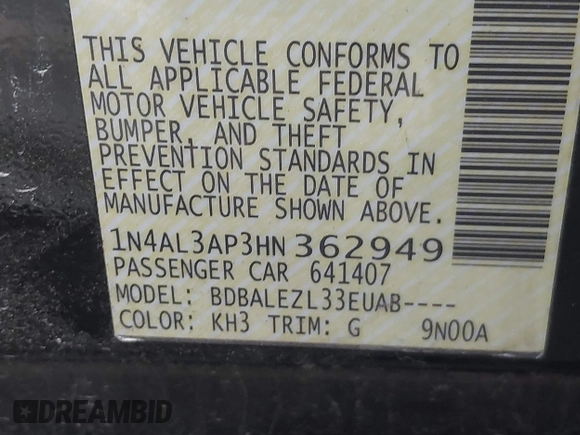 THIS VEHICLE CONFORMS TO
ALL APPLICABLE FEDERAL
MOTOR VEHICLE SAFETY,
BUMPER, AND THEFT
PREVENTION STANDARDS IN
EFFECT ON THE DATE OF
MANUFACTURE SHOWN ABOVE.
1N4AL3AP3HN362949
PASSENGER CAR 641407
MODEL: BDBALEZL33EUAB----
COLOR: KH3 TRIM: G 9N00A
DREAMBID